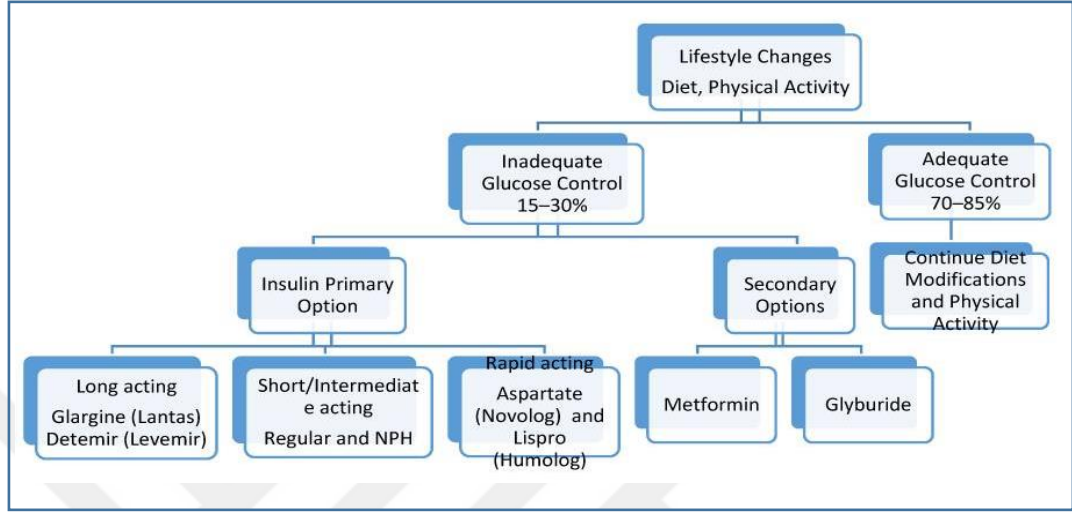 Lifestyle Changes
Diet, Physical Activity
Inadequate
Glucose Control
15–30%
Adequate
Glucose Control
70–85%
Insulin Primary
Option
Secondary
Options
Continue Diet
Modifications
and Physical
Activity
Long acting
Glargine (Lantas)
Detemir (Levemir)
Short/Intermediat
e acting
Regular and NPH
Rapid acting
Aspartate
(Novolog) and
Lispro
(Humolog)
Metformin
Glyburide